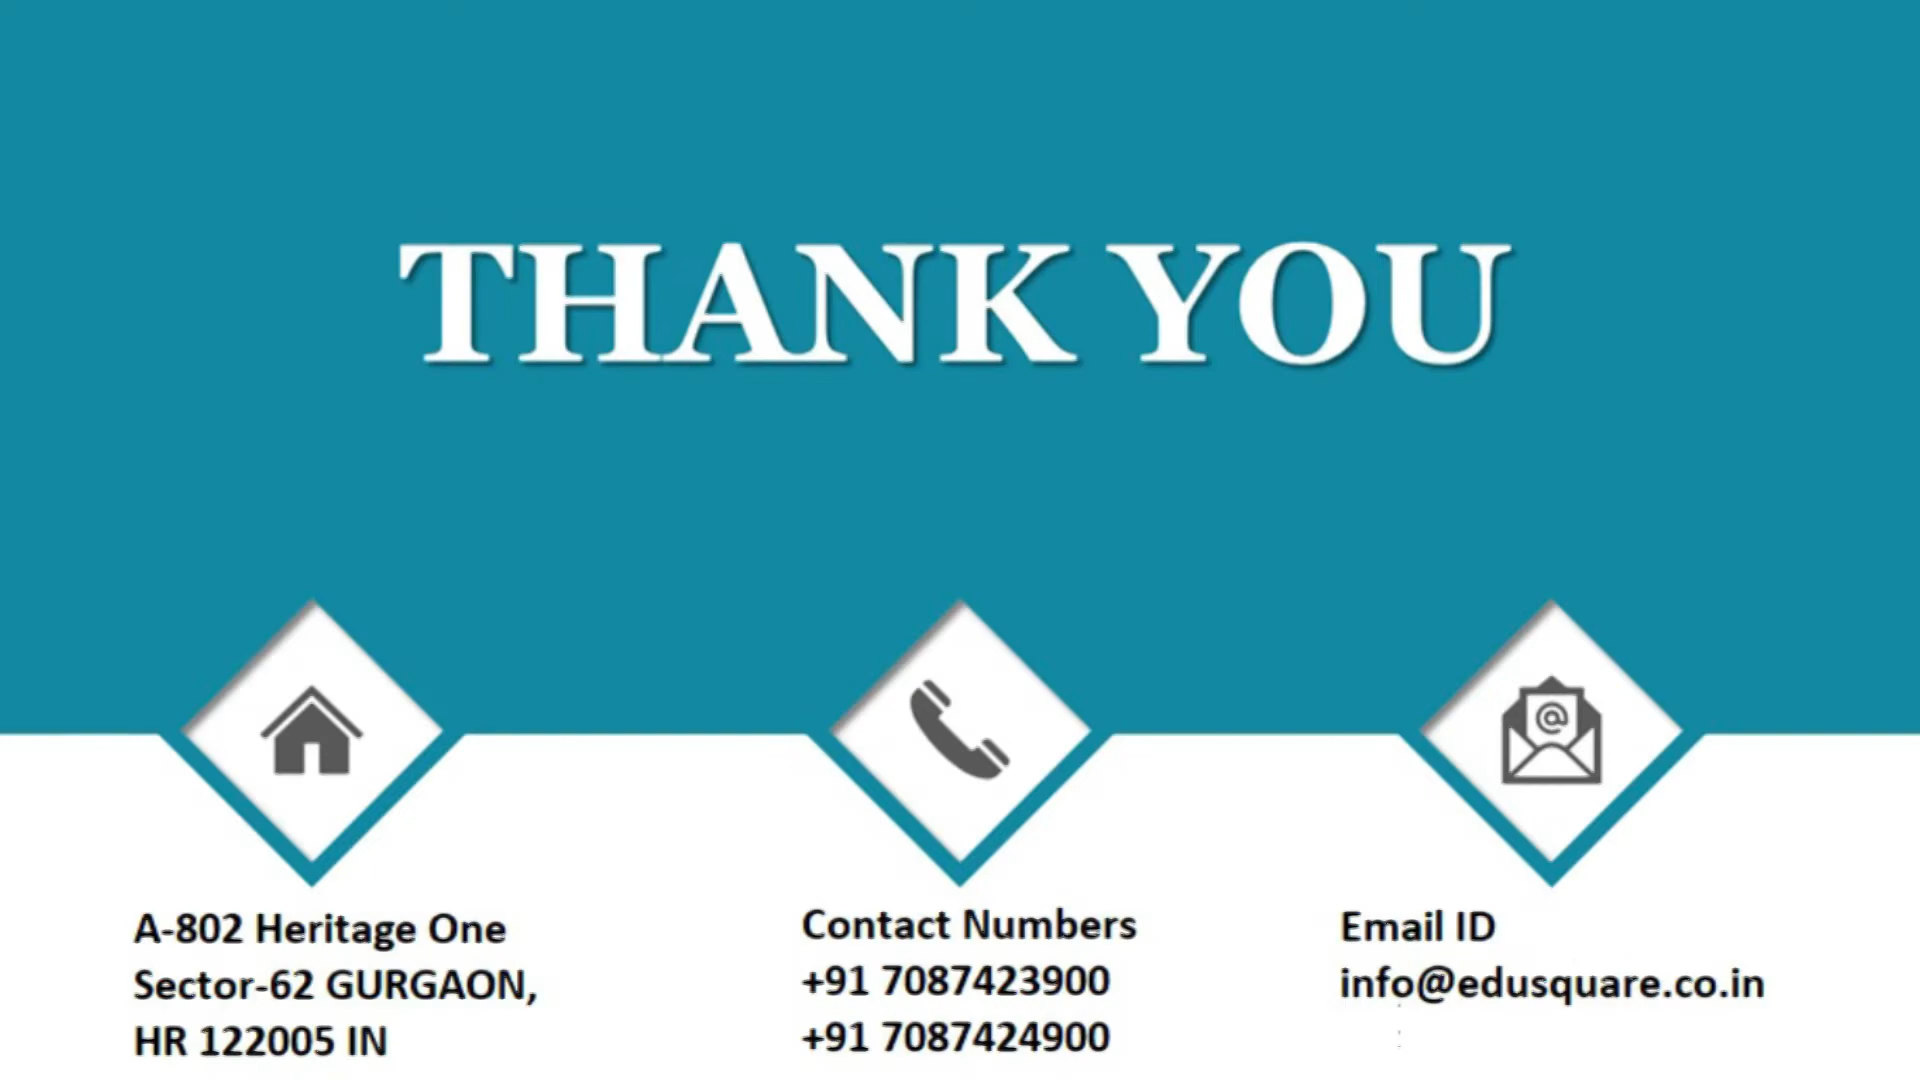 THANK YOU
A-802 Heritage One
Sector-62 GURGAON,
HR 122005 IN
Contact Numbers
+91 7087423900
+91 7087424900
Email ID
info@edusquare.co.in